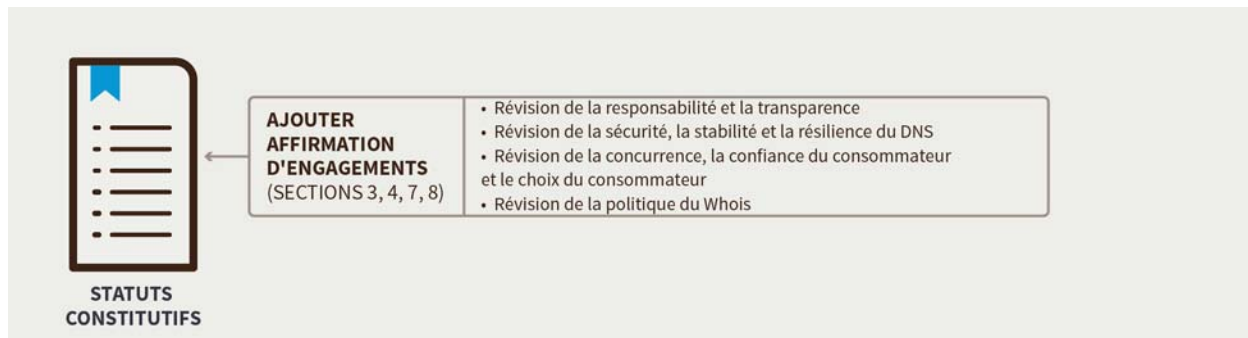 AJOUTER
AFFIRMATION
D'ENGAGEMENTS
(SECTIONS 3, 4, 7, 8)
• Révision de la responsabilité et la transparence
• Révision de la sécurité, la stabilité et la résilience du DNS
• Révision de la concurrence, la confiance du consommateur
et le choix du consommateur
• Révision de la politique du Whois
STATUTS
CONSTITUTIFS